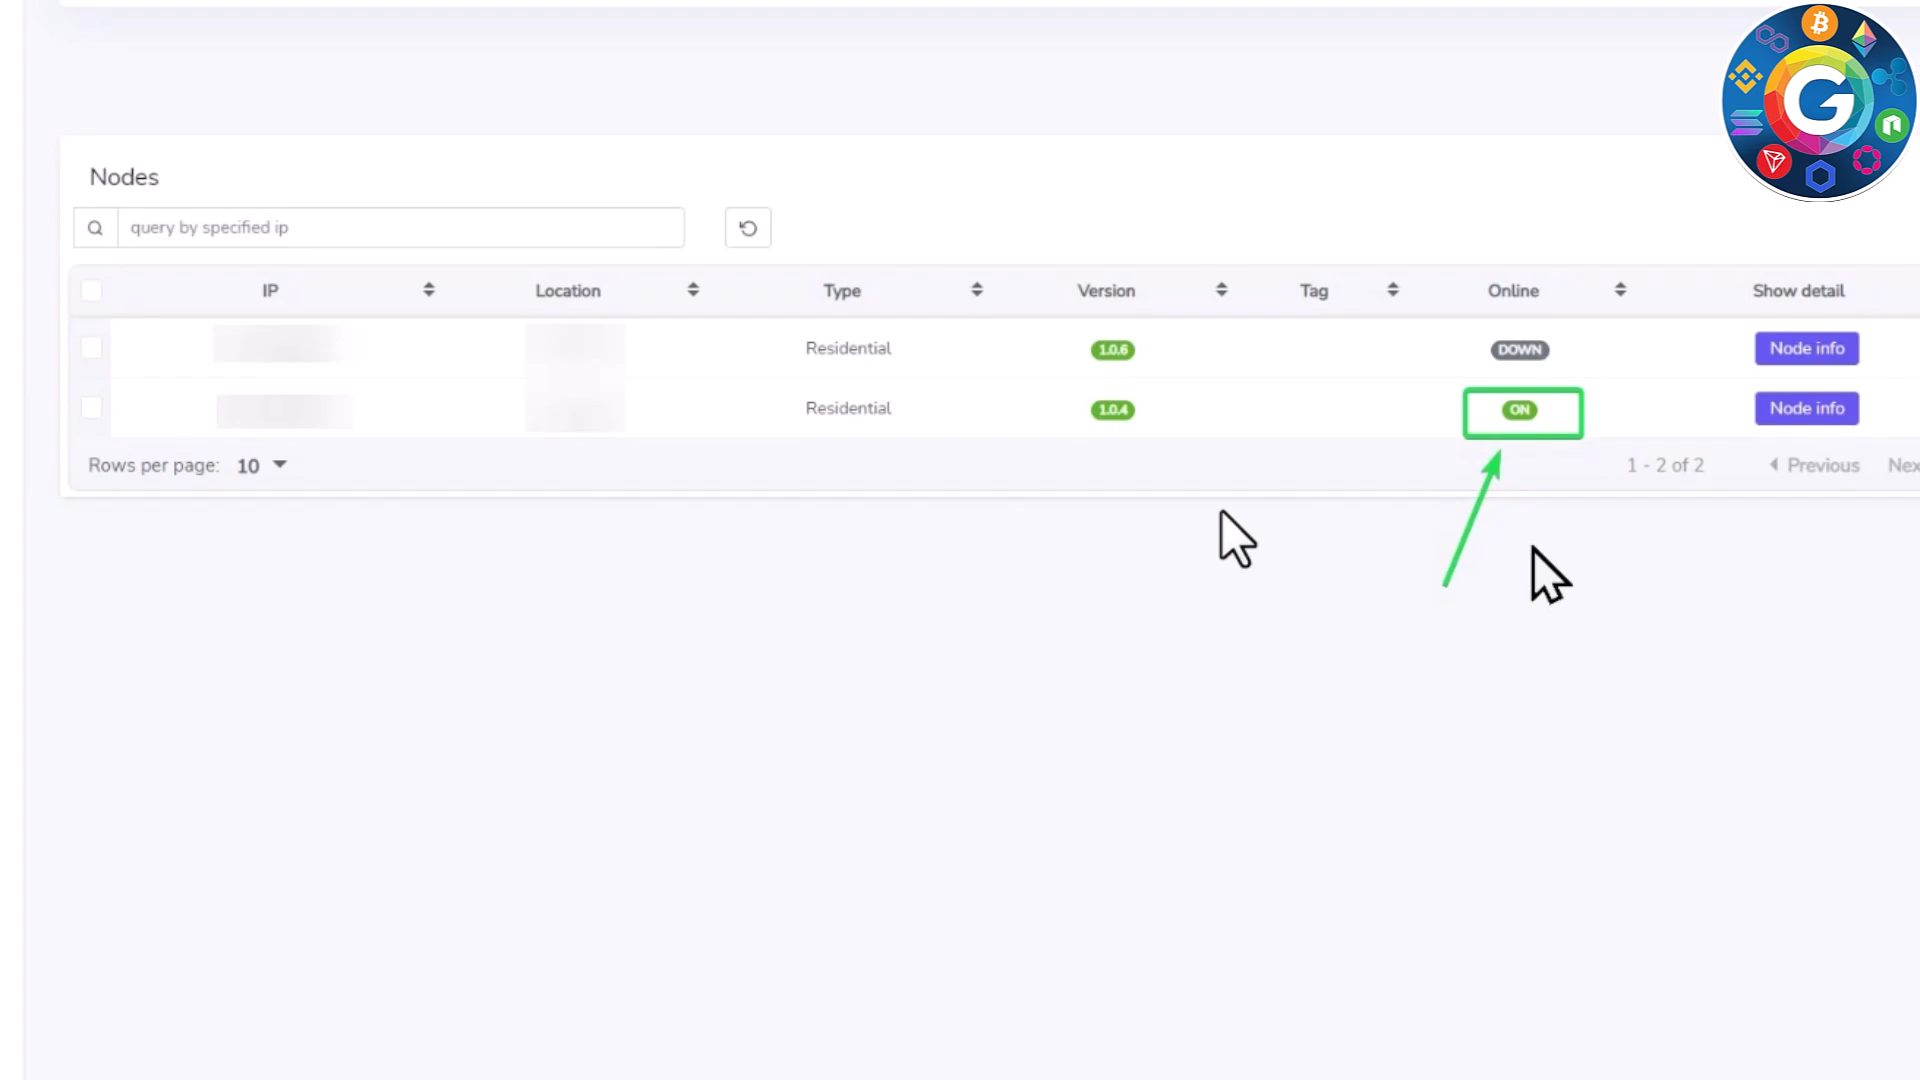 Nodes
query by specified ip
IP Location Type Version Tag Online Show detail
Residential 1.0.6 DOWN Node info
Residential 1.0.4 ON Node info
Rows per page: 10 1 - 2 of 2 Previous Nex
G